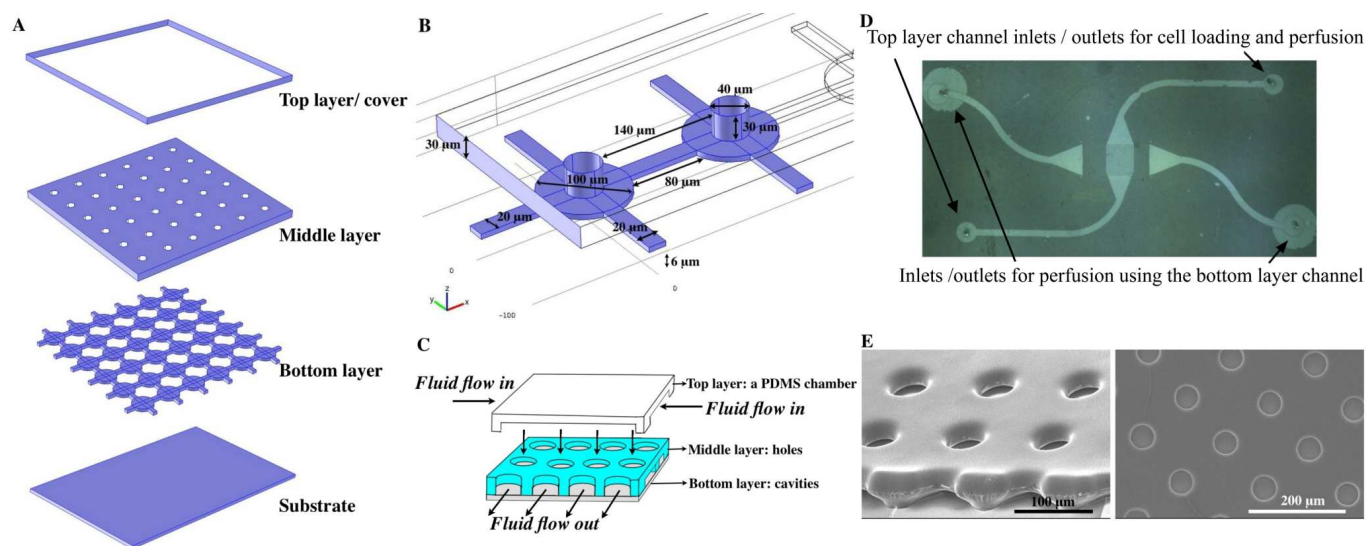 A
Top layer/ cover
Middle layer
Bottom layer
Substrate
B
40 µm
140 µm
30 µm
30 µm
100 µm
80 µm
20 µm
20 µm
6 µm
0
0
-100
z
y
x
C
Fluid flow in
Top layer: a PDMS chamber
Fluid flow in
Middle layer: holes
Bottom layer: cavities
Fluid flow out
D
Top layer channel inlets / outlets for cell loading and perfusion
Inlets /outlets for perfusion using the bottom layer channel
E
100 µm
200 µm